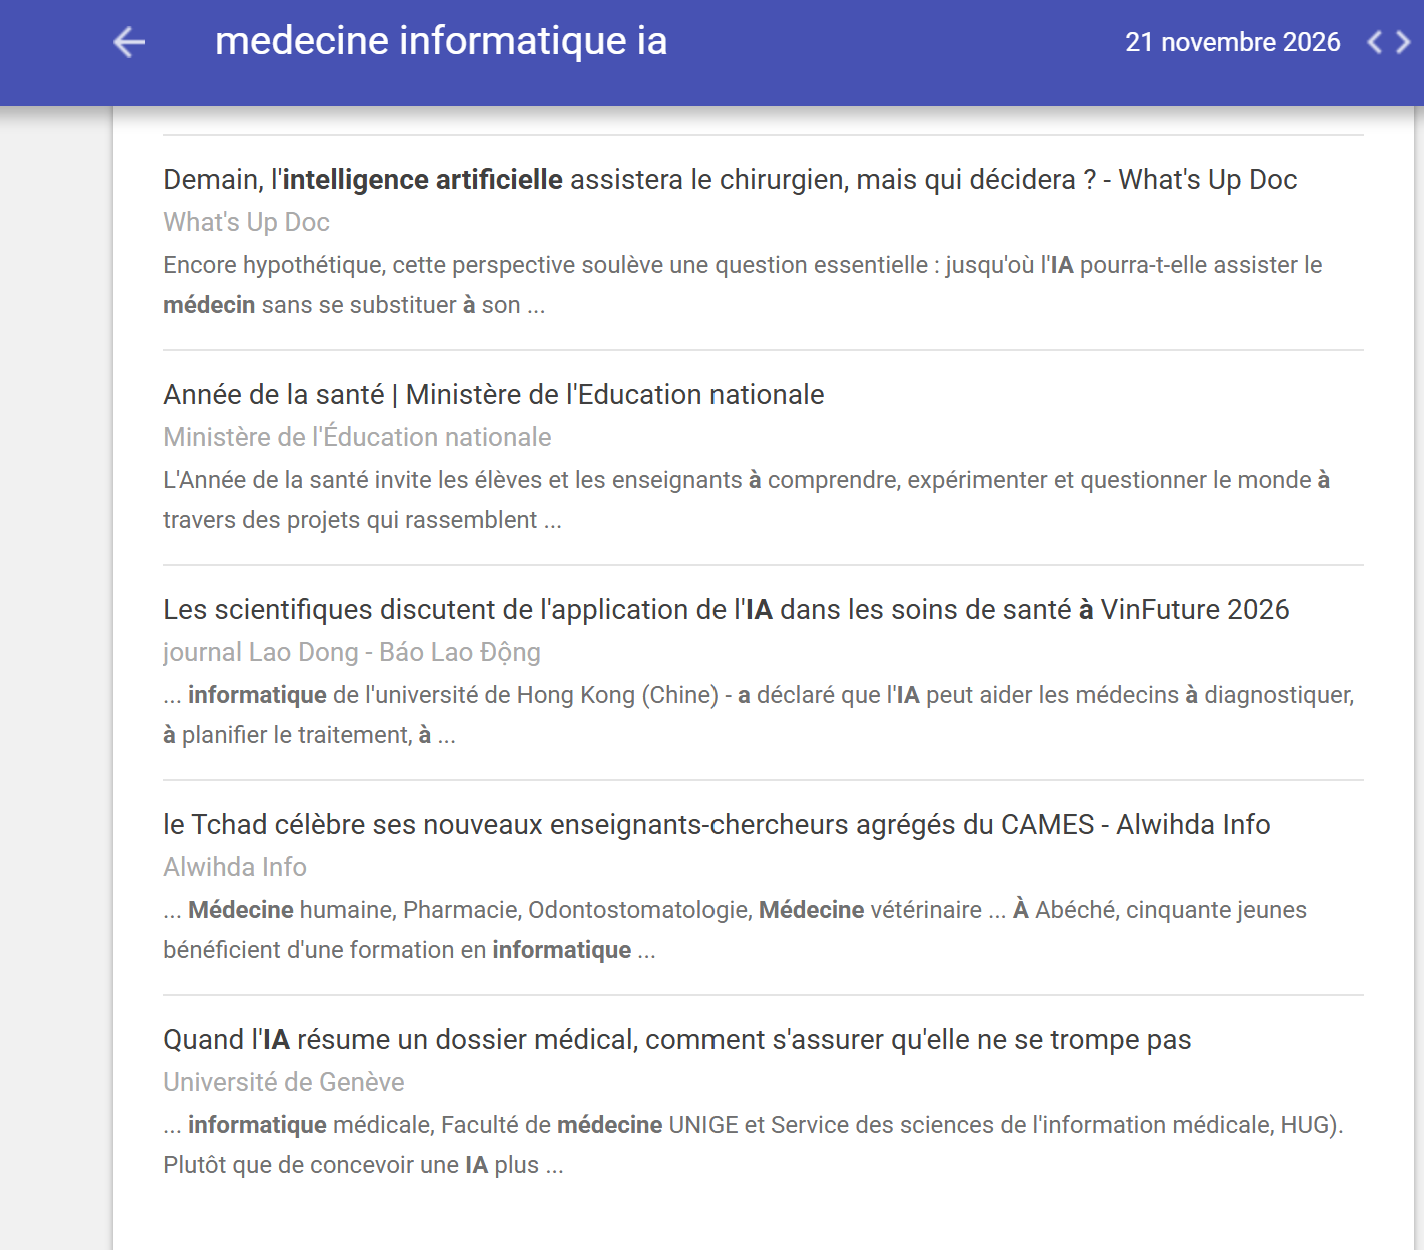 medecine informatique ia
21 novembre 2026
Demain, l'intelligence artificielle assistera le chirurgien, mais qui décidera ? - What's Up Doc
What's Up Doc
Encore hypothétique, cette perspective soulève une question essentielle : jusqu'où l'IA pourra-t-elle assister le
médecin sans se substituer à son ...
Année de la santé | Ministère de l'Education nationale
Ministère de l'Éducation nationale
L'Année de la santé invite les élèves et les enseignants à comprendre, expérimenter et questionner le monde à
travers des projets qui rassemblent ...
Les scientifiques discutent de l'application de l'IA dans les soins de santé à VinFuture 2026
journal Lao Dong - Báo Lao Động
... informatique de l'université de Hong Kong (Chine) - a déclaré que l'IA peut aider les médecins à diagnostiquer,
à planifier le traitement, à ...
le Tchad célèbre ses nouveaux enseignants-chercheurs agrégés du CAMES - Alwihda Info
Alwihda Info
... Médecine humaine, Pharmacie, Odontostomatologie, Médecine vétérinaire ... À Abéché, cinquante jeunes
bénéficient d'une formation en informatique ...
Quand l'IA résume un dossier médical, comment s'assurer qu'elle ne se trompe pas
Université de Genève
... informatique médicale, Faculté de médecine UNIGE et Service des sciences de l'information médicale, HUG).
Plutôt que de concevoir une IA plus ...